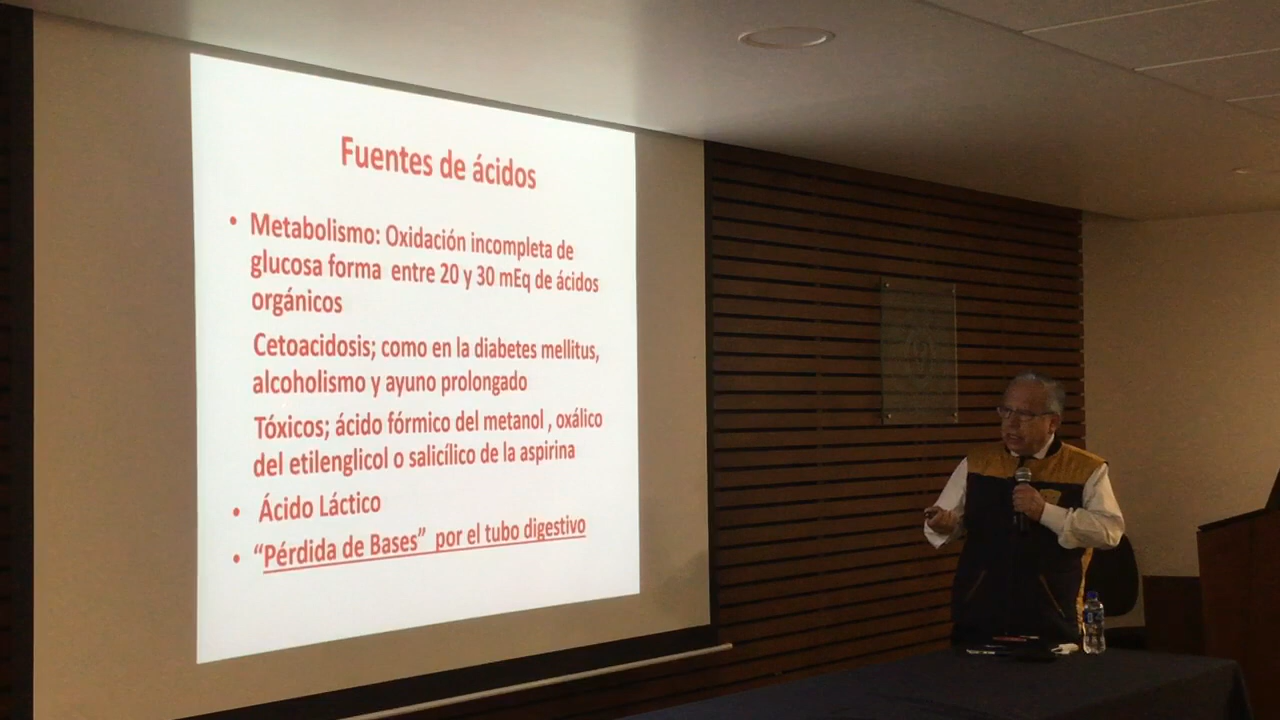 Fuentes de ácidos
• Metabolismo: Oxidación incompleta de
glucosa forma entre 20 y 30 mEq de ácidos
orgánicos
Cetoacidosis; como en la diabetes mellitus,
alcoholismo y ayuno prolongado
Tóxicos; ácido fórmico del metanol , oxálico
del etilenglicol o salicílico de la aspirina
• Ácido Láctico
• “Pérdida de Bases” por el tubo digestivo